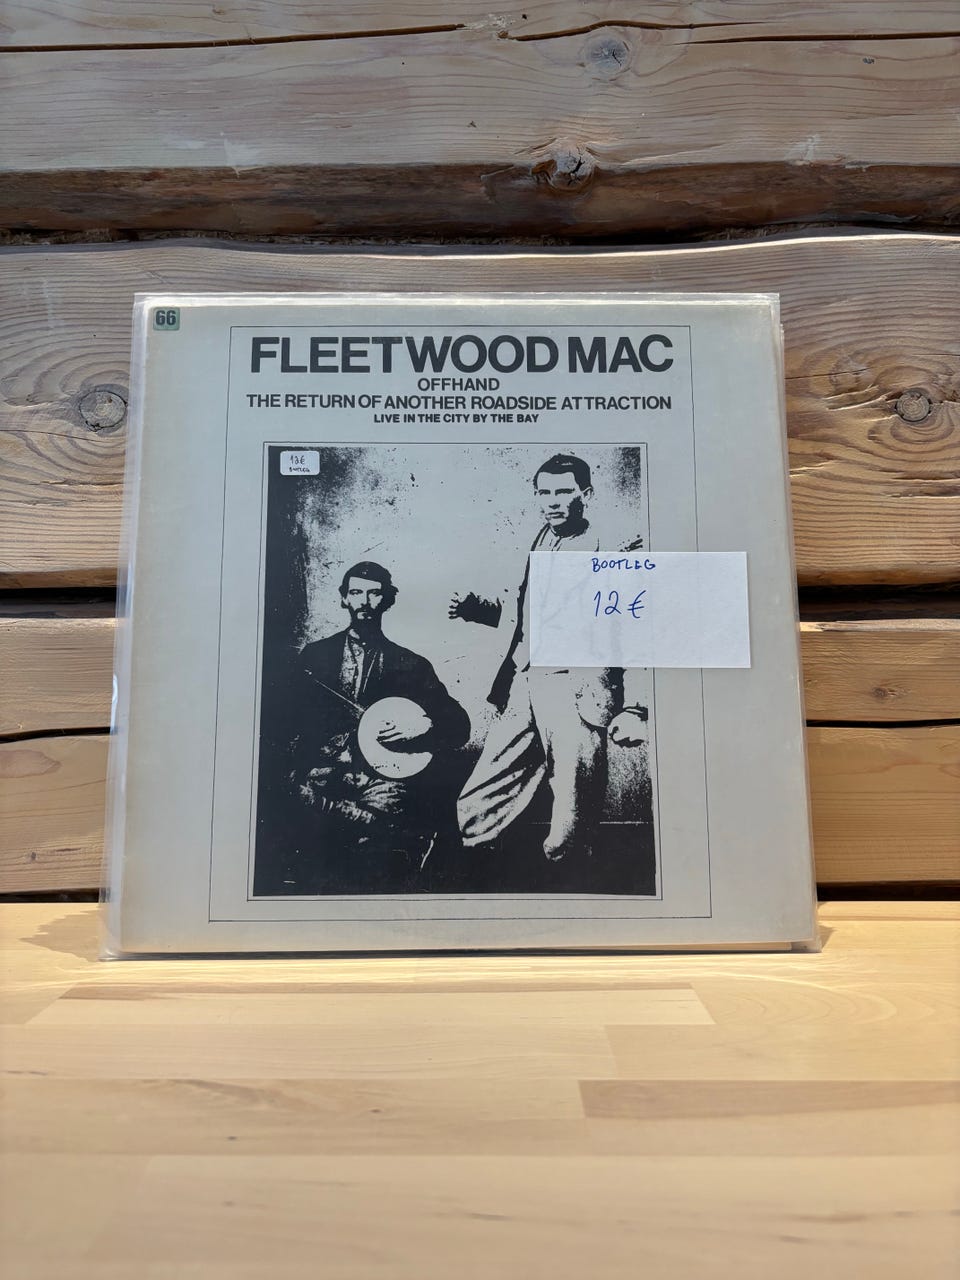 66
FLEETWOOD MAC
OFFHAND
THE RETURN OF ANOTHER ROADSIDE ATTRACTION
LIVE IN THE CITY BY THE BAY
12€
BOOTLEG
BOOTLEG
12€